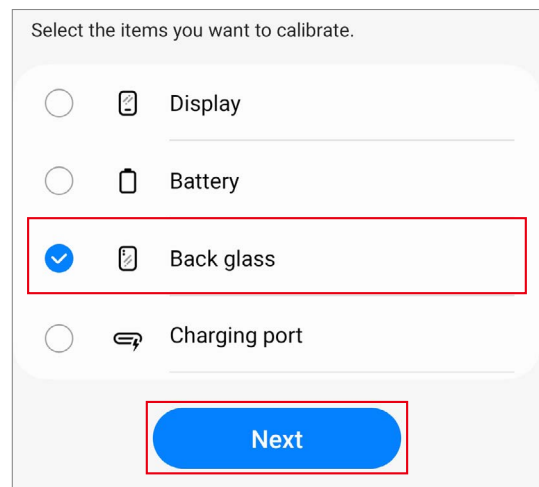 Select the items you want to calibrate.
Display
Battery
Back glass
Charging port
Next